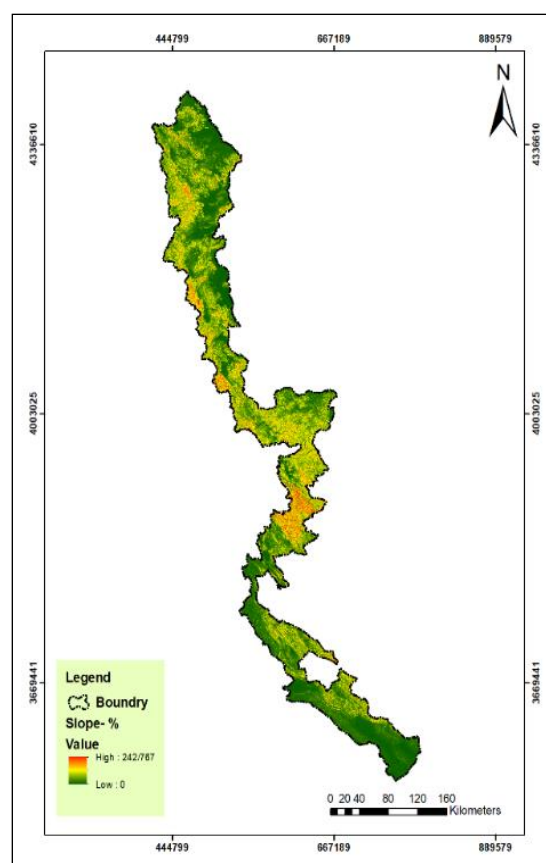 444799 667189 889579
N
4336610 4336610
4003025 4003025
3669441 3669441
Legend
Boundry
Slope- %
Value
High : 242/767
Low : 0
0 20 40 80 120 160
Kilometers
444799 667189 889579